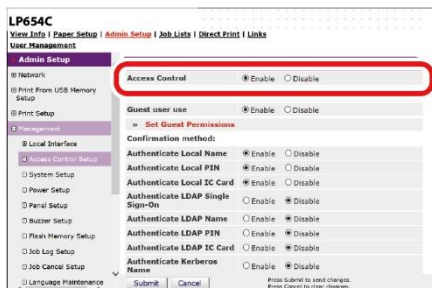 LP654C
View Info | Paper Setup | Admin Setup | Job Lists | Direct Print | Links
User Management
Admin Setup
Network
Print From USB Memory
Setup
Print Setup
Management
Local Interface
Access Control Setup
System Setup
Power Setup
Panel Setup
Buzzer Setup
Flash Memory Setup
Job Log Setup
Job Cancel Setup
Language Maintenance
Access Control Enable Disable
Guest user use Enable Disable
» Set Guest Permissions
Confirmation method:
Authenticate Local Name Enable Disable
Authenticate Local PIN Enable Disable
Authenticate Local IC Card Enable Disable
Authenticate LDAP Single
Sign-On Enable Disable
Authenticate LDAP Name Enable Disable
Authenticate LDAP PIN Enable Disable
Authenticate LDAP IC Card Enable Disable
Authenticate Kerberos
Name Enable Disable
Submit Cancel
Press Submit to send changes.
Press Cancel to clear changes.